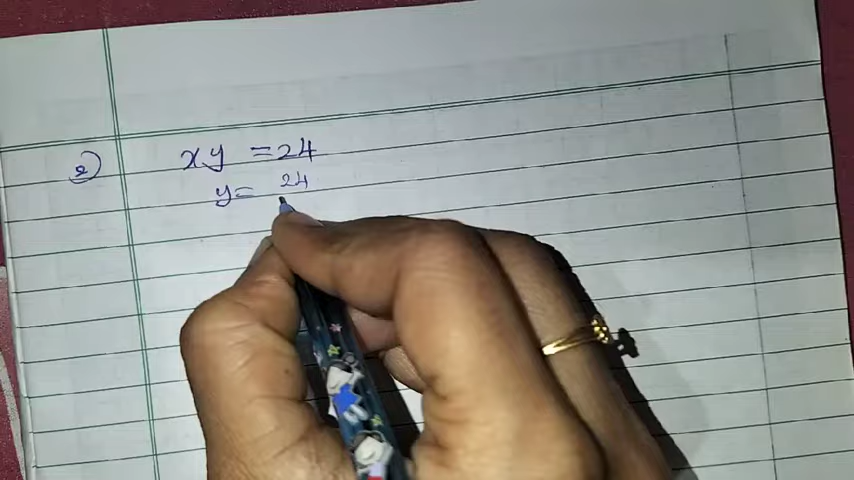 2) xy = 24
y = 24